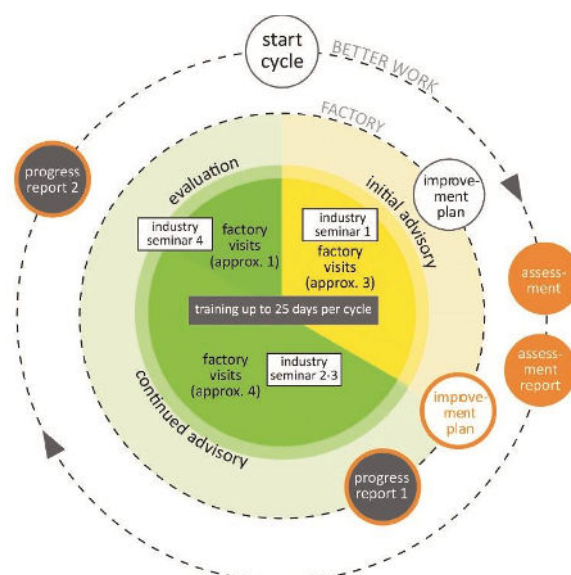 start
cycle
BETTER WORK
FACTORY
evaluation
initial advisory
continued advisory
improve-
ment
plan
assess-
ment
assess-
ment
report
improve-
ment
plan
progress
report 1
progress
report 2
industry
seminar 1
factory
visits
(approx. 3)
industry
seminar 4
factory
visits
(approx. 1)
training up to 25 days per cycle
factory
visits
(approx. 4)
industry
seminar 2-3